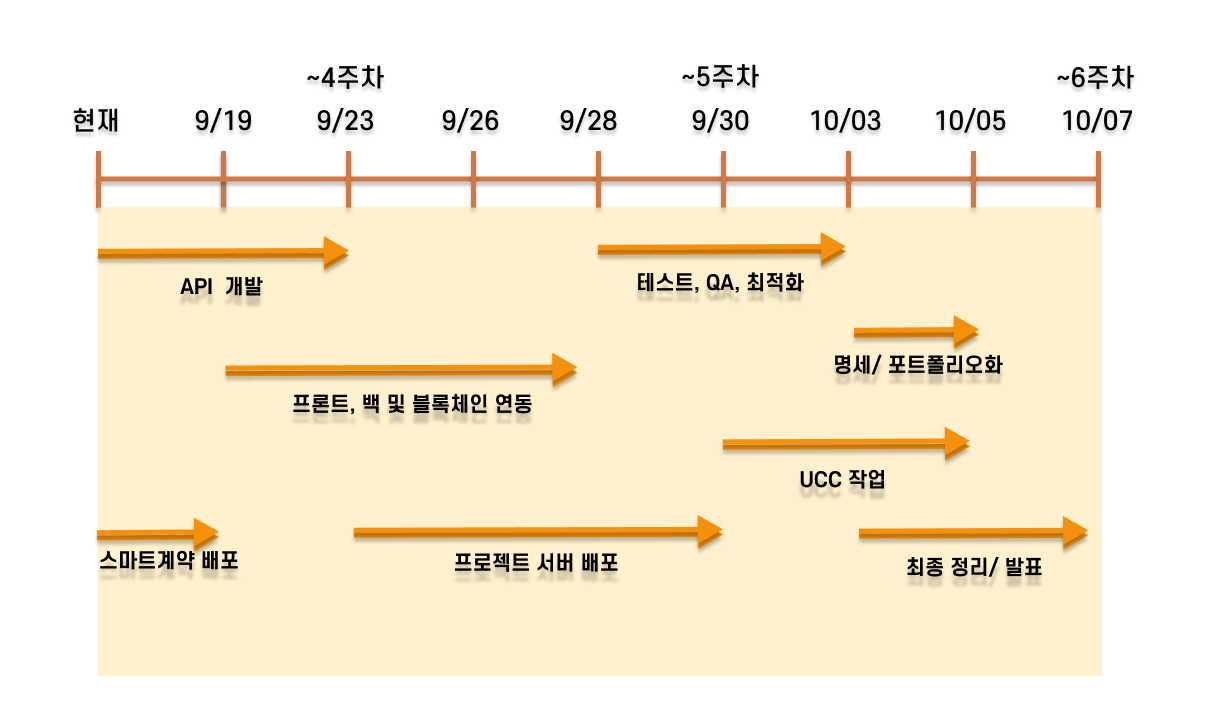 ~4주차 ~5주차 ~6주차
현재 9/19 9/23 9/26 9/28 9/30 10/03 10/05 10/07
API 개발
테스트, QA, 최적화
명세/ 포트폴리오화
프론트, 백 및 블록체인 연동
UCC 작업
스마트계약 배포
프로젝트 서버 배포
최종 정리/ 발표